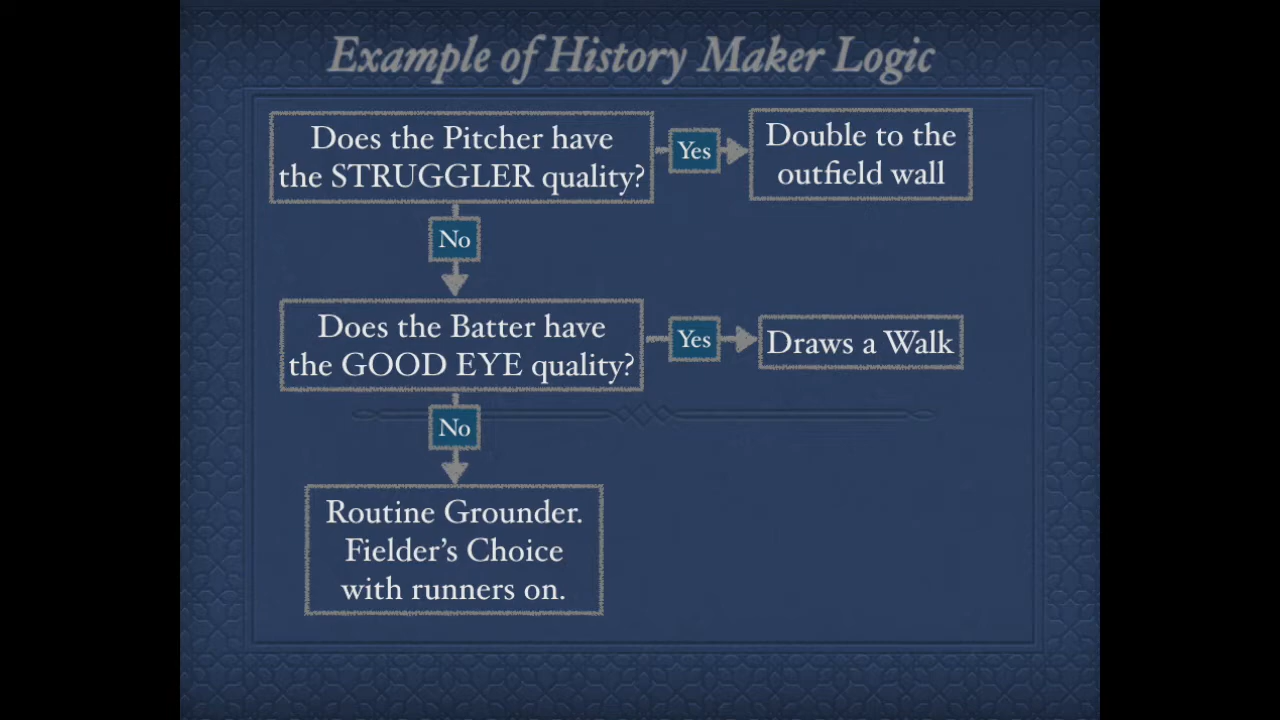 Example of History Maker Logic
Does the Pitcher have
the STRUGGLER quality?
Yes
Double to the
outfield wall
No
Does the Batter have
the GOOD EYE quality?
Yes
Draws a Walk
No
Routine Grounder.
Fielder’s Choice
with runners on.